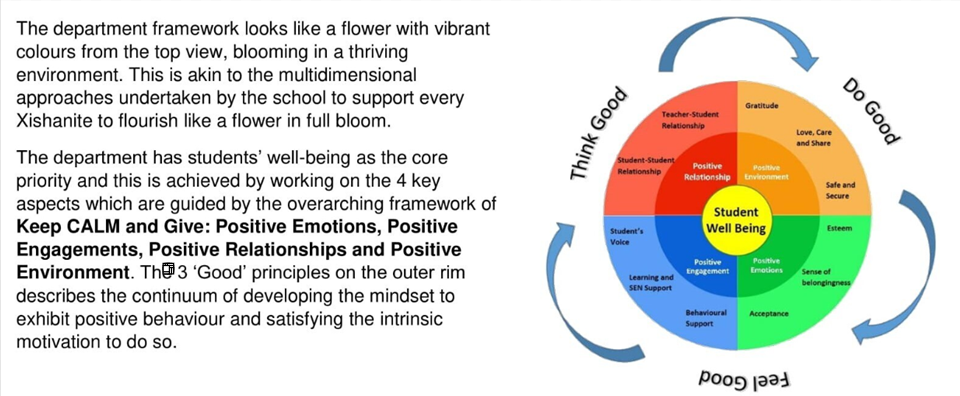 The department framework looks like a flower with vibrant
colours from the top view, blooming in a thriving
environment. This is akin to the multidimensional
approaches undertaken by the school to support every
Xishanite to flourish like a flower in full bloom.
The department has students' well-being as the core
priority and this is achieved by working on the 4 key
aspects which are guided by the overarching framework of
Keep CALM and Give: Positive Emotions, Positive
Engagements, Positive Relationships and Positive
Environment. Th 3 'Good' principles on the outer rim
describes the continuum of developing the mindset to
exhibit positive behaviour and satisfying the intrinsic
motivation to do so.
Think Good
Do Good
Feel Good
Teacher-Student
Relationship
Student-Student
Relationship
Positive
Relationship
Gratitude
Love, Care
and Share
Safe and
Secure
Positive
Environment
Student
Well Being
Student's
Voice
Learning and
SEN Support
Behavioural
Support
Positive
Engagement
Positive
Emotions
Esteem
Sense of
belongingness
Acceptance